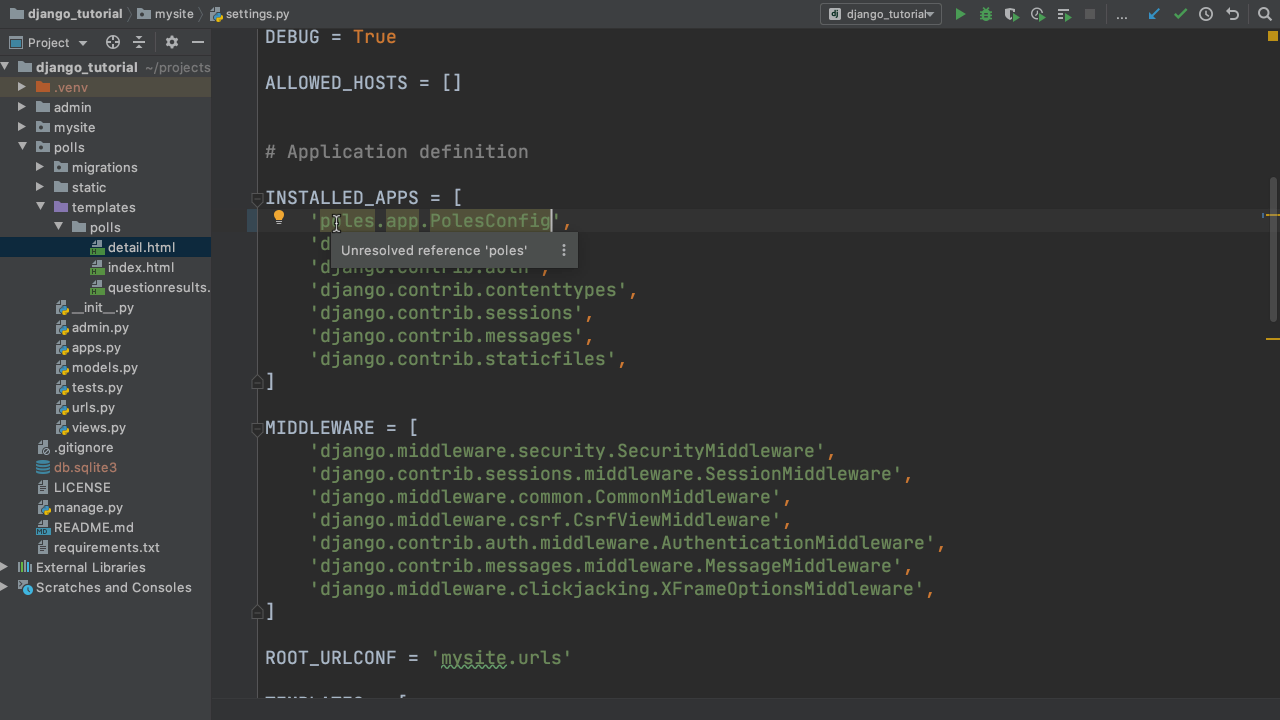 django_tutorial mysite settings.py
django_tutorial
...
Project
django_tutorial ~/projects
.venv
admin
mysite
polls
migrations
static
templates
polls
detail.html
index.html
questionresults.
__init__.py
admin.py
apps.py
models.py
tests.py
urls.py
views.py
.gitignore
db.sqlite3
LICENSE
manage.py
README.md
requirements.txt
External Libraries
Scratches and Consoles
DEBUG = True
ALLOWED_HOSTS = []
# Application definition
INSTALLED_APPS = [
'poles.app.PolesConfig',
'd
Unresolved reference 'poles'
'django.contrib.auth',
'django.contrib.contenttypes',
'django.contrib.sessions',
'django.contrib.messages',
'django.contrib.staticfiles',
]
MIDDLEWARE = [
'django.middleware.security.SecurityMiddleware',
'django.contrib.sessions.middleware.SessionMiddleware',
'django.middleware.common.CommonMiddleware',
'django.middleware.csrf.CsrfViewMiddleware',
'django.contrib.auth.middleware.AuthenticationMiddleware',
'django.contrib.messages.middleware.MessageMiddleware',
'django.middleware.clickjacking.XFrameOptionsMiddleware',
]
ROOT_URLCONF = 'mysite.urls'